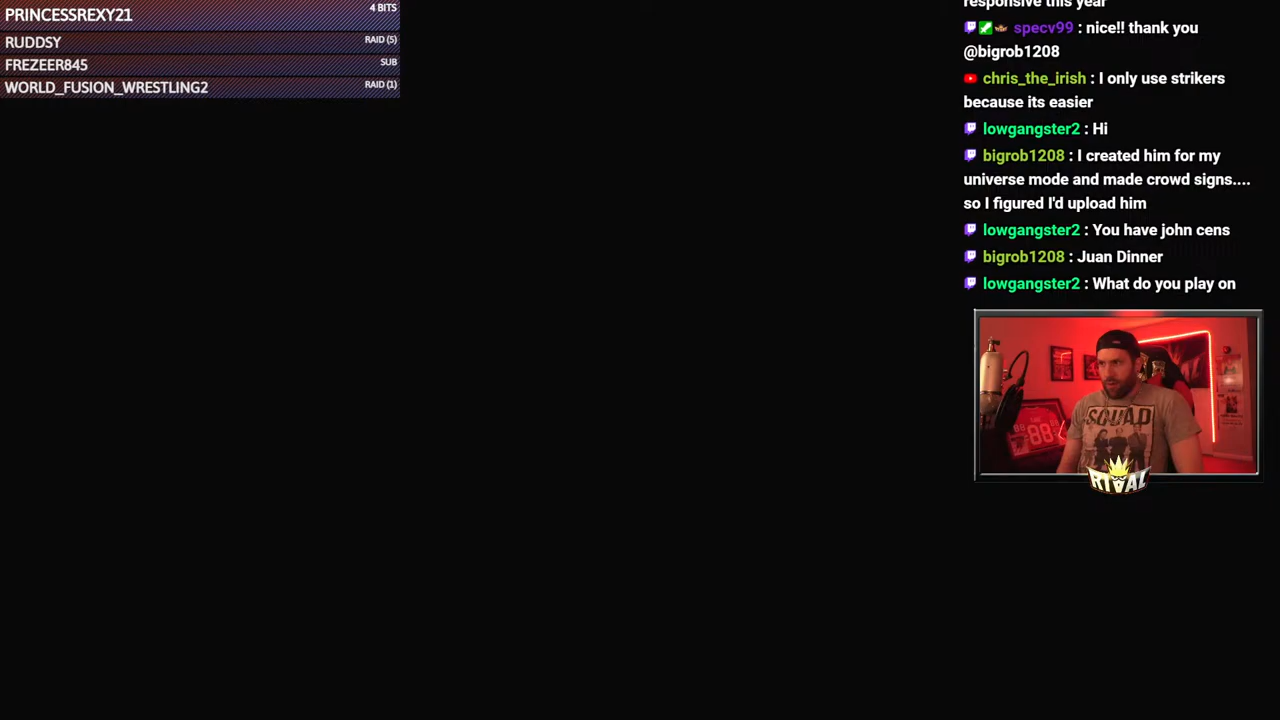 PRINCESSREXY21 4 BITS
RUDDSY RAID (5)
FREZEER845 SUB
WORLD_FUSION_WRESTLING2 RAID (1)
responsive this year
specv99 : nice!! thank you
@bigrob1208
chris_the_irish : I only use strikers
because its easier
lowgangster2 : Hi
bigrob1208 : I created him for my
universe mode and made crowd signs....
so I figured I'd upload him
lowgangster2 : You have john cens
bigrob1208 : Juan Dinner
lowgangster2 : What do you play on
SQUAD
88
RIVAL